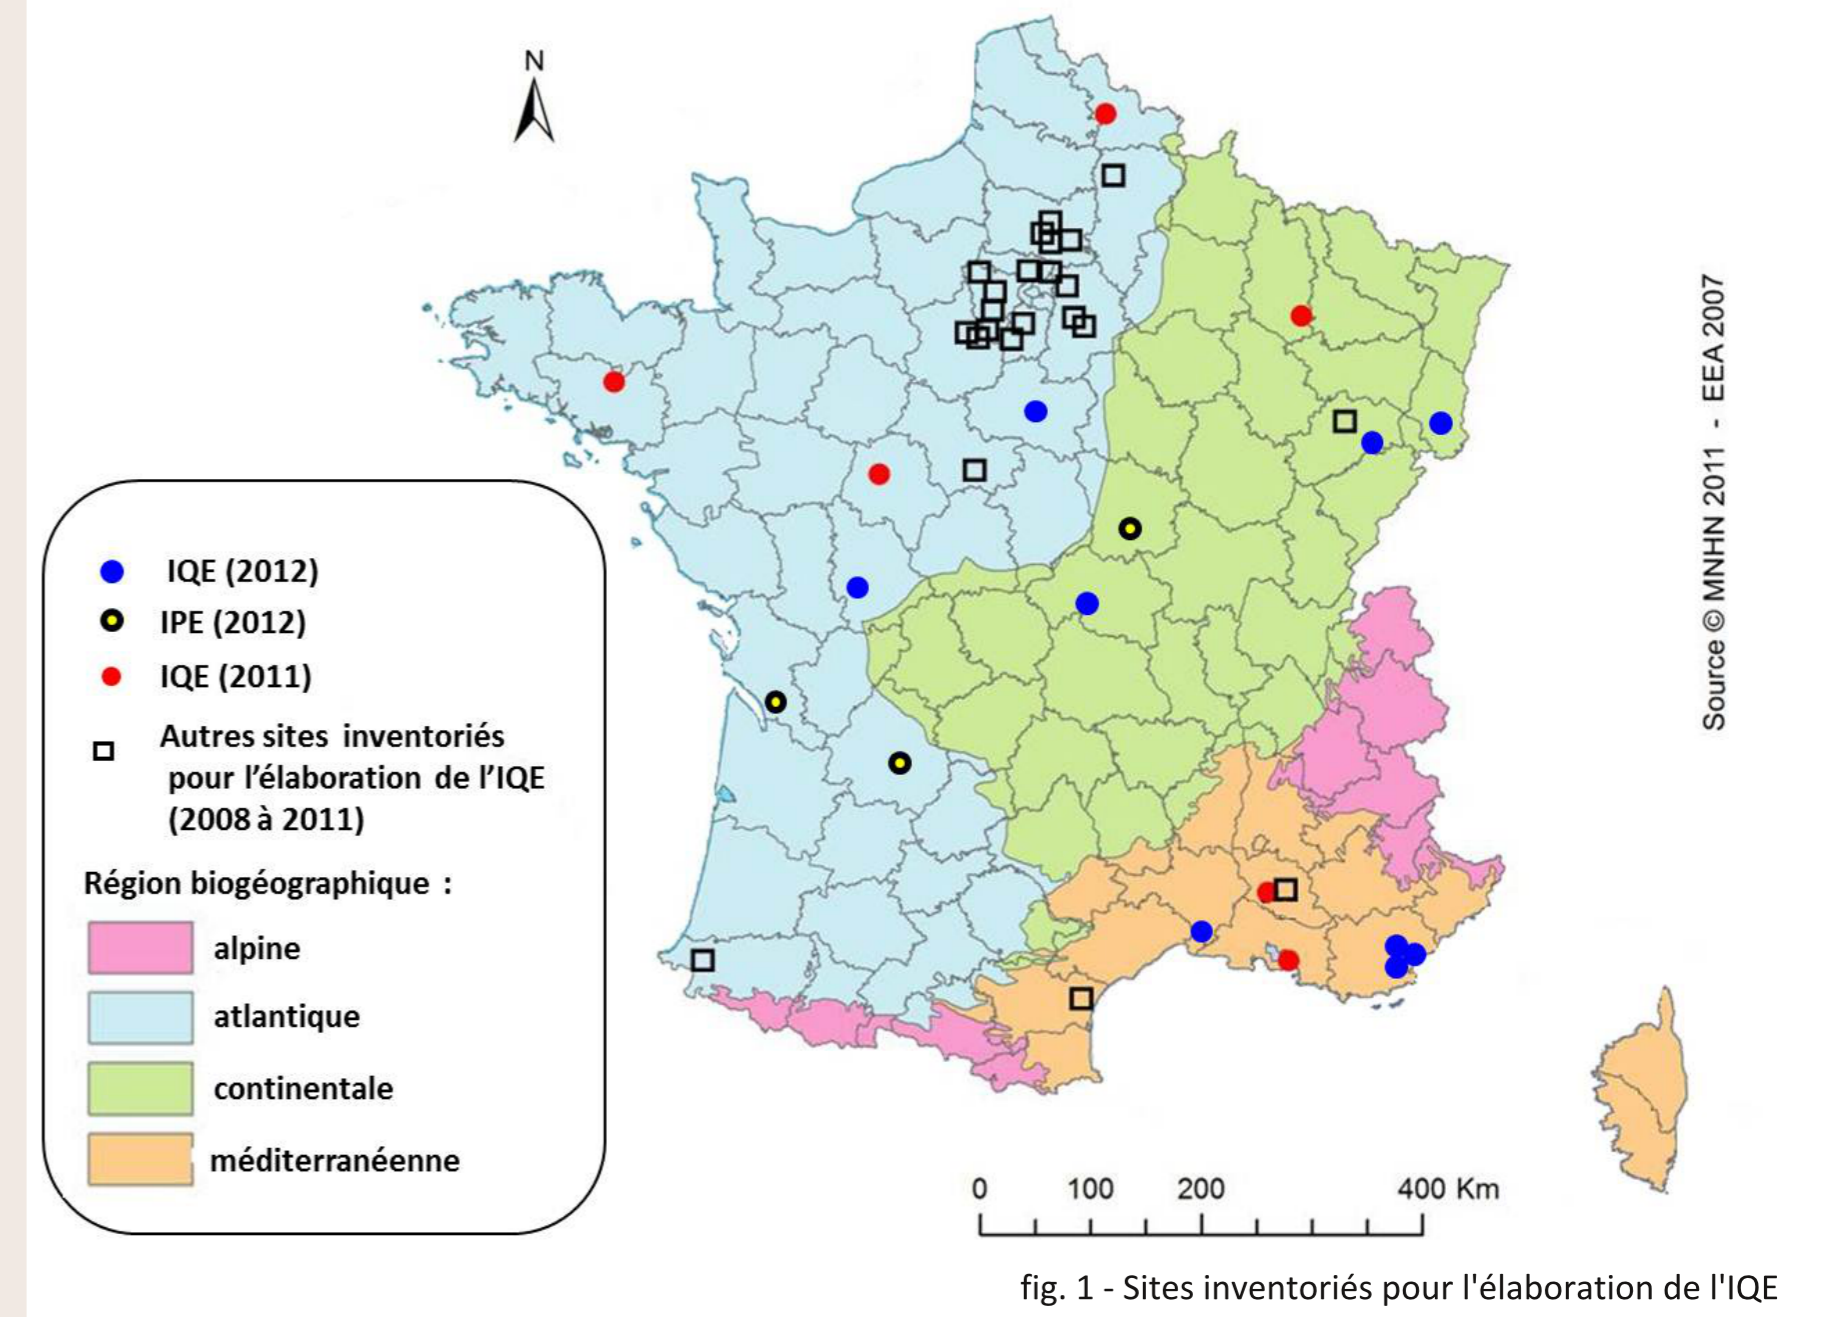 N
IQE (2012)
IPE (2012)
IQE (2011)
Autres sites inventoriés
pour l'élaboration de l'IQE
(2008 à 2011)
Région biogéographique :
alpine
atlantique
continentale
méditerranéenne
Source © MNHN 2011 - EEA 2007
0 100 200 400 Km
fig. 1 - Sites inventoriés pour l'élaboration de l'IQE